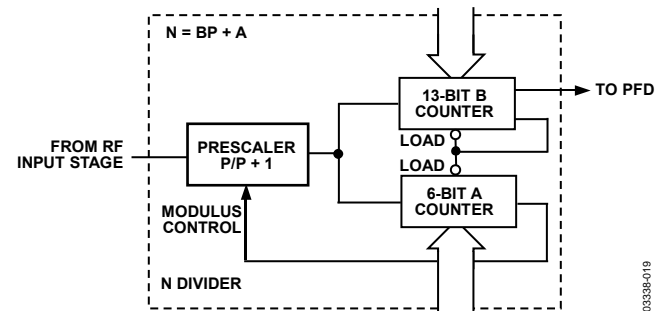 N = BP + A
13-BIT B
COUNTER
TO PFD
LOAD
FROM RF
INPUT STAGE
PRESCALER
P/P + 1
LOAD
6-BIT A
COUNTER
MODULUS
CONTROL
N DIVIDER
03338-019